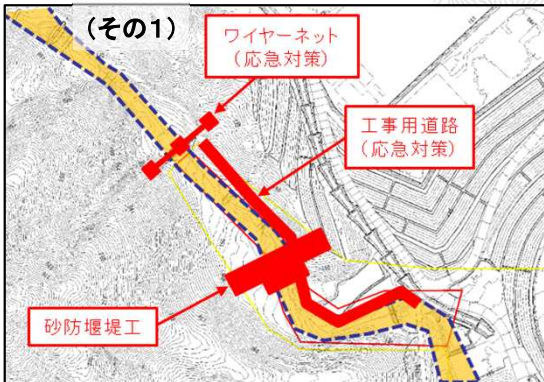 (その1)
ワイヤーネット
(応急対策)
工事用道路
(応急対策)
砂防堰堤工